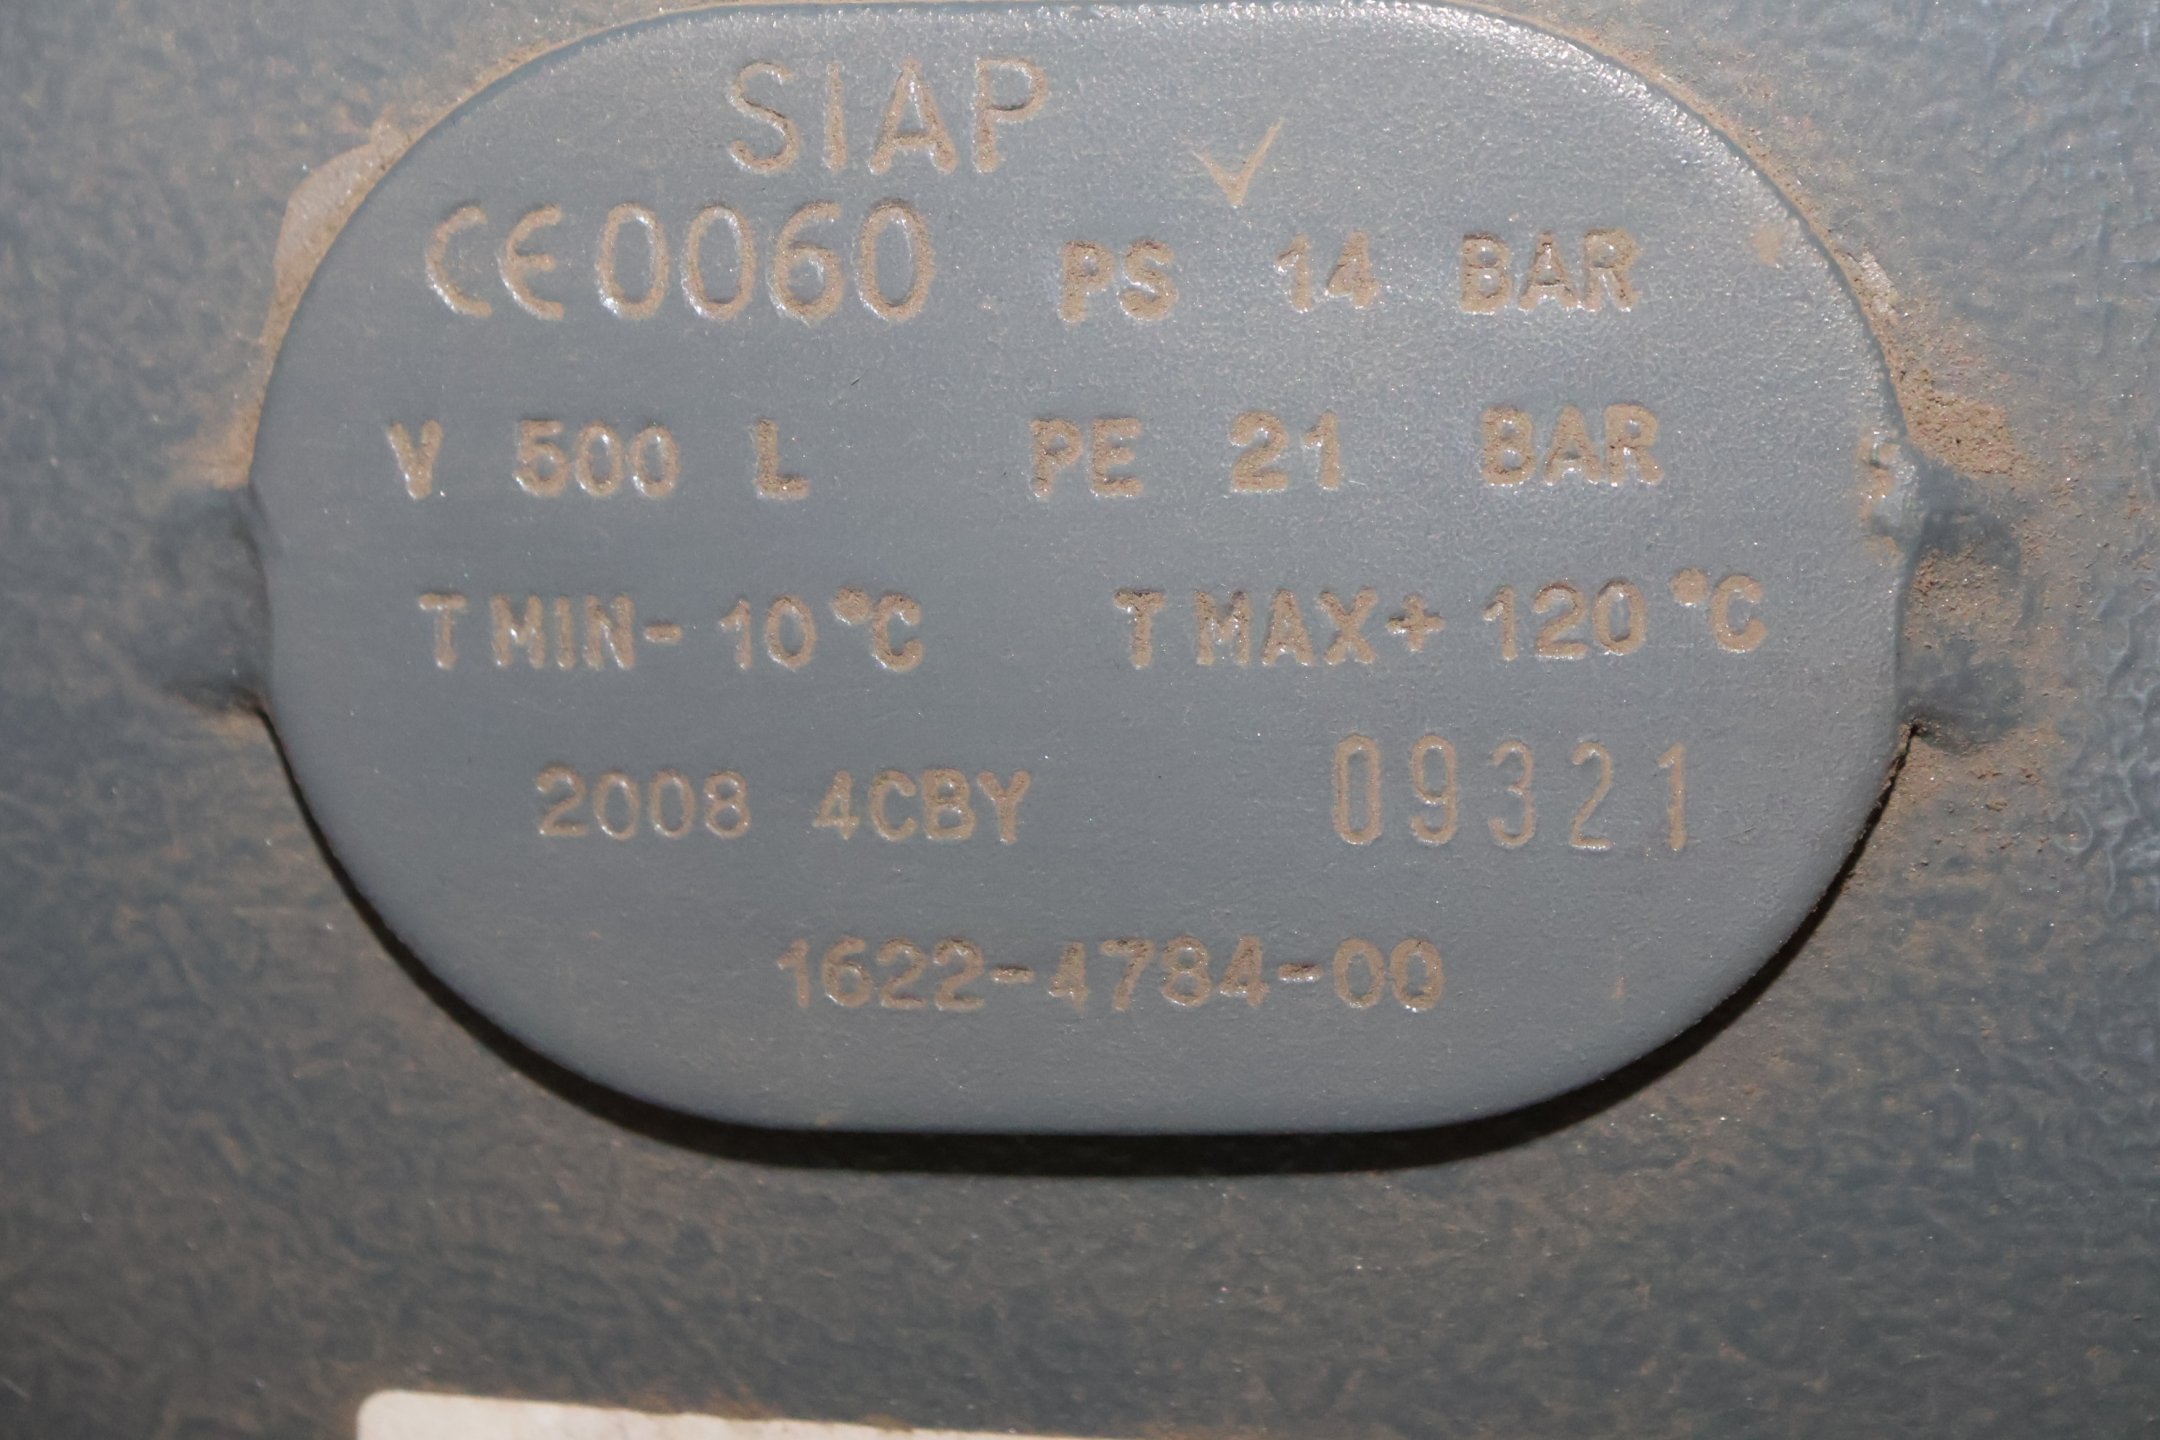 SIAP
CE0060 PS 14 BAR
V 500 L PE 21 BAR
T MIN- 10 °C T MAX+ 120 °C
2008 4CBY 09321
1622-4784-00